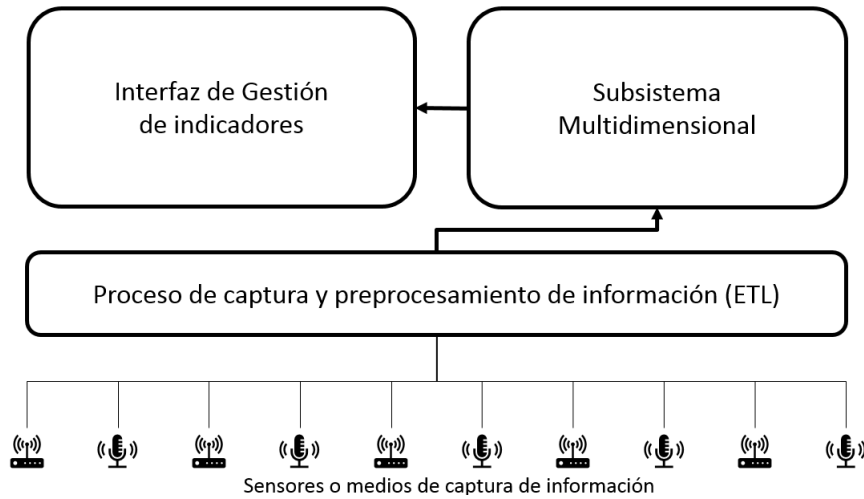 Interfaz de Gestión
de indicadores
Subsistema
Multidimensional
Proceso de captura y preprocesamiento de información (ETL)
Sensores o medios de captura de información